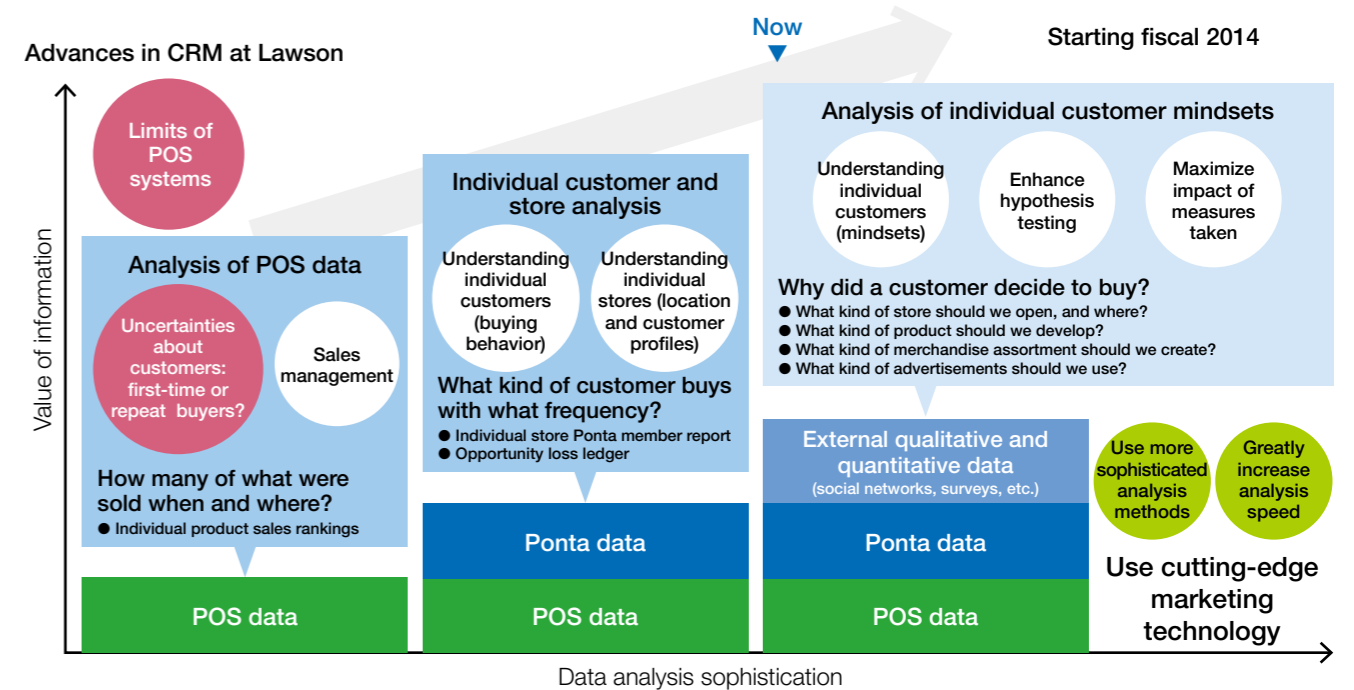 Advances in CRM at Lawson
Now
Starting fiscal 2014
Value of information
Limits of
POS
systems
Analysis of POS data
Uncertainties
about
customers:
first-time or
repeat buyers?
Sales
management
How many of what were
sold when and where?
● Individual product sales rankings
POS data
Individual customer and
store analysis
Understanding
individual
customers
(buying
behavior)
Understanding
individual
stores (location
and customer
profiles)
What kind of customer buys
with what frequency?
● Individual store Ponta member report
● Opportunity loss ledger
Ponta data
POS data
Analysis of individual customer mindsets
Understanding
individual
customers
(mindsets)
Enhance
hypothesis
testing
Maximize
impact of
measures
taken
Why did a customer decide to buy?
● What kind of store should we open, and where?
● What kind of product should we develop?
● What kind of merchandise assortment should we create?
● What kind of advertisements should we use?
External qualitative and
quantitative data
(social networks, surveys, etc.)
Ponta data
POS data
Use more
sophisticated
analysis
methods
Greatly
increase
analysis
speed
Use cutting-edge
marketing
technology
Data analysis sophistication